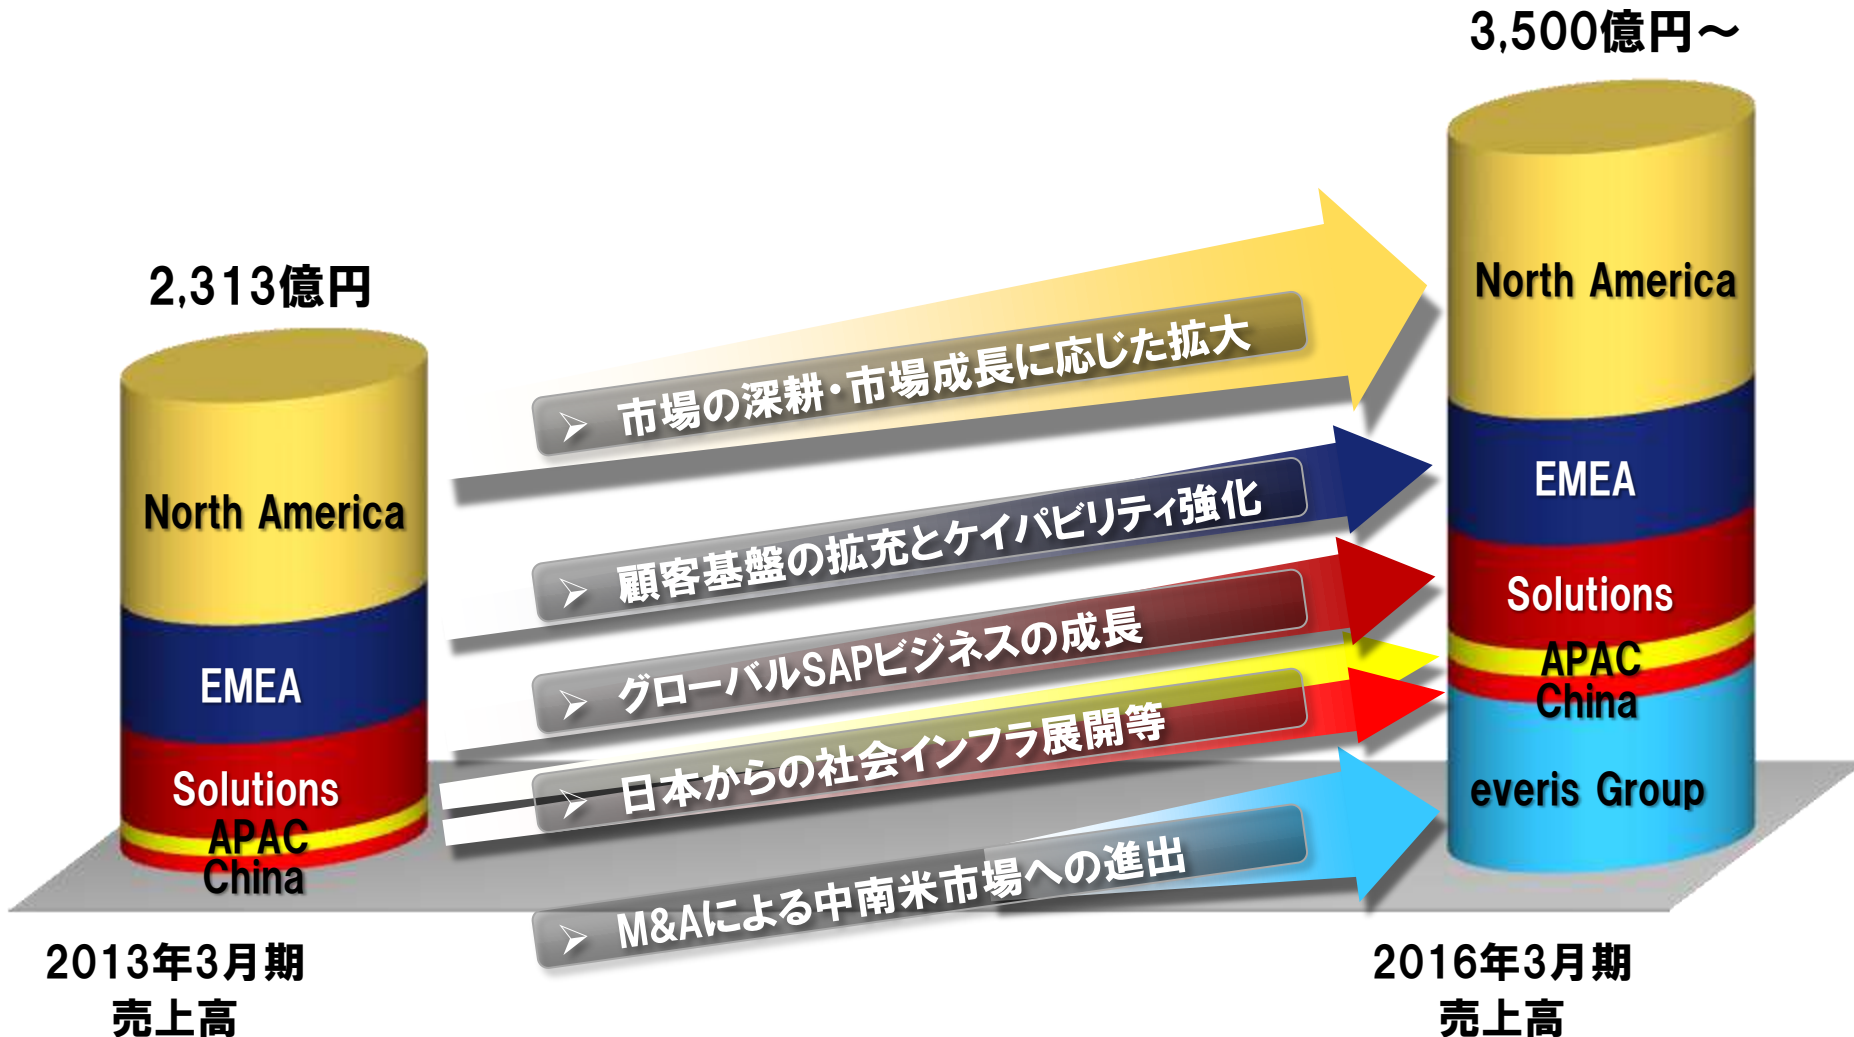 3,500億円～
2,313億円
North America
EMEA
Solutions
APAC
China
➢ 市場の深耕・市場成長に応じた拡大
➢ 顧客基盤の拡充とケイパビリティ強化
➢ グローバルSAPビジネスの成長
➢ 日本からの社会インフラ展開等
➢ M&Aによる中南米市場への進出
North America
EMEA
Solutions
APAC
China
everis Group
2013年3月期
売上高
2016年3月期
売上高